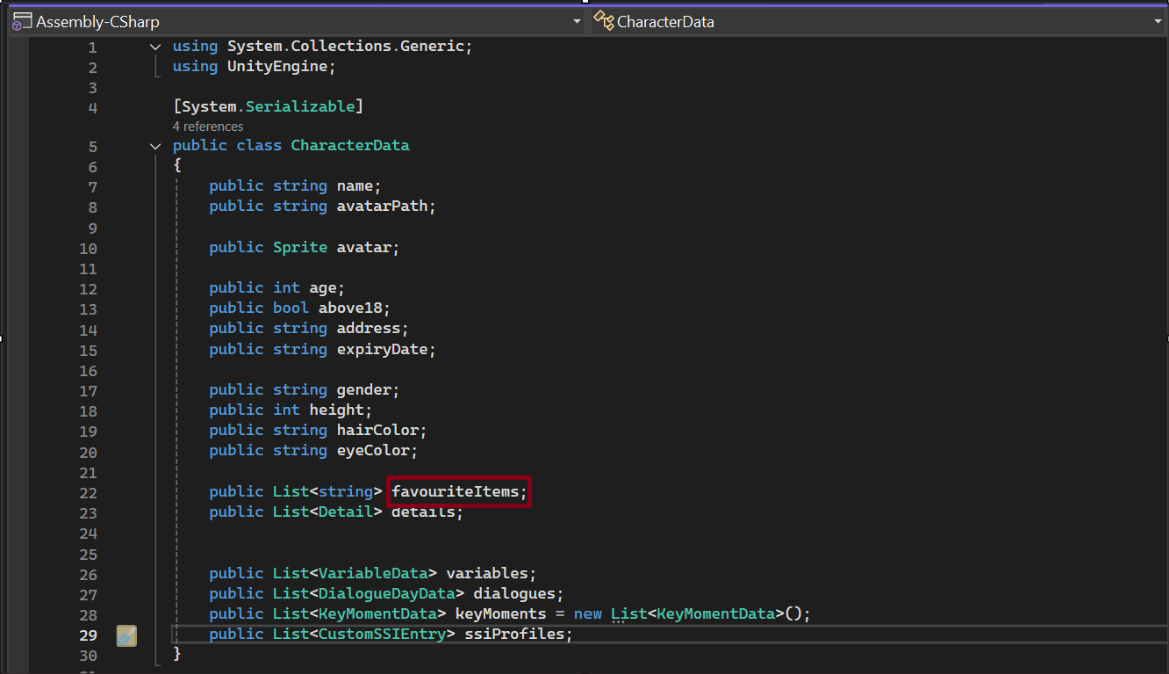 Assembly-CSharp CharacterData
1 using System.Collections.Generic;
2 using UnityEngine;
3
4 [System.Serializable]
4 references
5 public class CharacterData
6 {
7 public string name;
8 public string avatarPath;
9
10 public Sprite avatar;
11
12 public int age;
13 public bool above18;
14 public string address;
15 public string expiryDate;
16
17 public string gender;
18 public int height;
19 public string hairColor;
20 public string eyeColor;
21
22 public List<string> favouriteItems;
23 public List<Detail> details;
24
25
26 public List<VariableData> variables;
27 public List<DialogueDayData> dialogues;
28 public List<KeyMomentData> keyMoments = new List<KeyMomentData>();
29 public List<CustomSSIEntry> ssiProfiles;
30 }